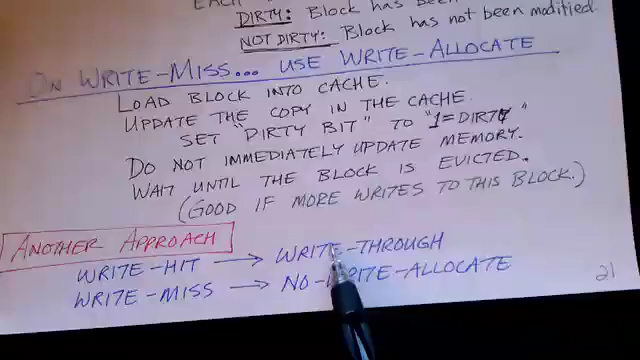 EACH
DIRTY: Block has been
NOT DIRTY: Block has not been modified.
ON WRITE-MISS... USE WRITE-ALLOCATE
LOAD BLOCK INTO CACHE.
UPDATE THE COPY IN THE CACHE.
SET "DIRTY BIT" TO "1=DIRTY"
DO NOT IMMEDIATELY UPDATE MEMORY.
WAIT UNTIL THE BLOCK IS EVICTED.
(GOOD IF MORE WRITES TO THIS BLOCK.)
ANOTHER APPROACH
WRITE-HIT → WRITE-THROUGH
WRITE-MISS → NO-WRITE-ALLOCATE
21